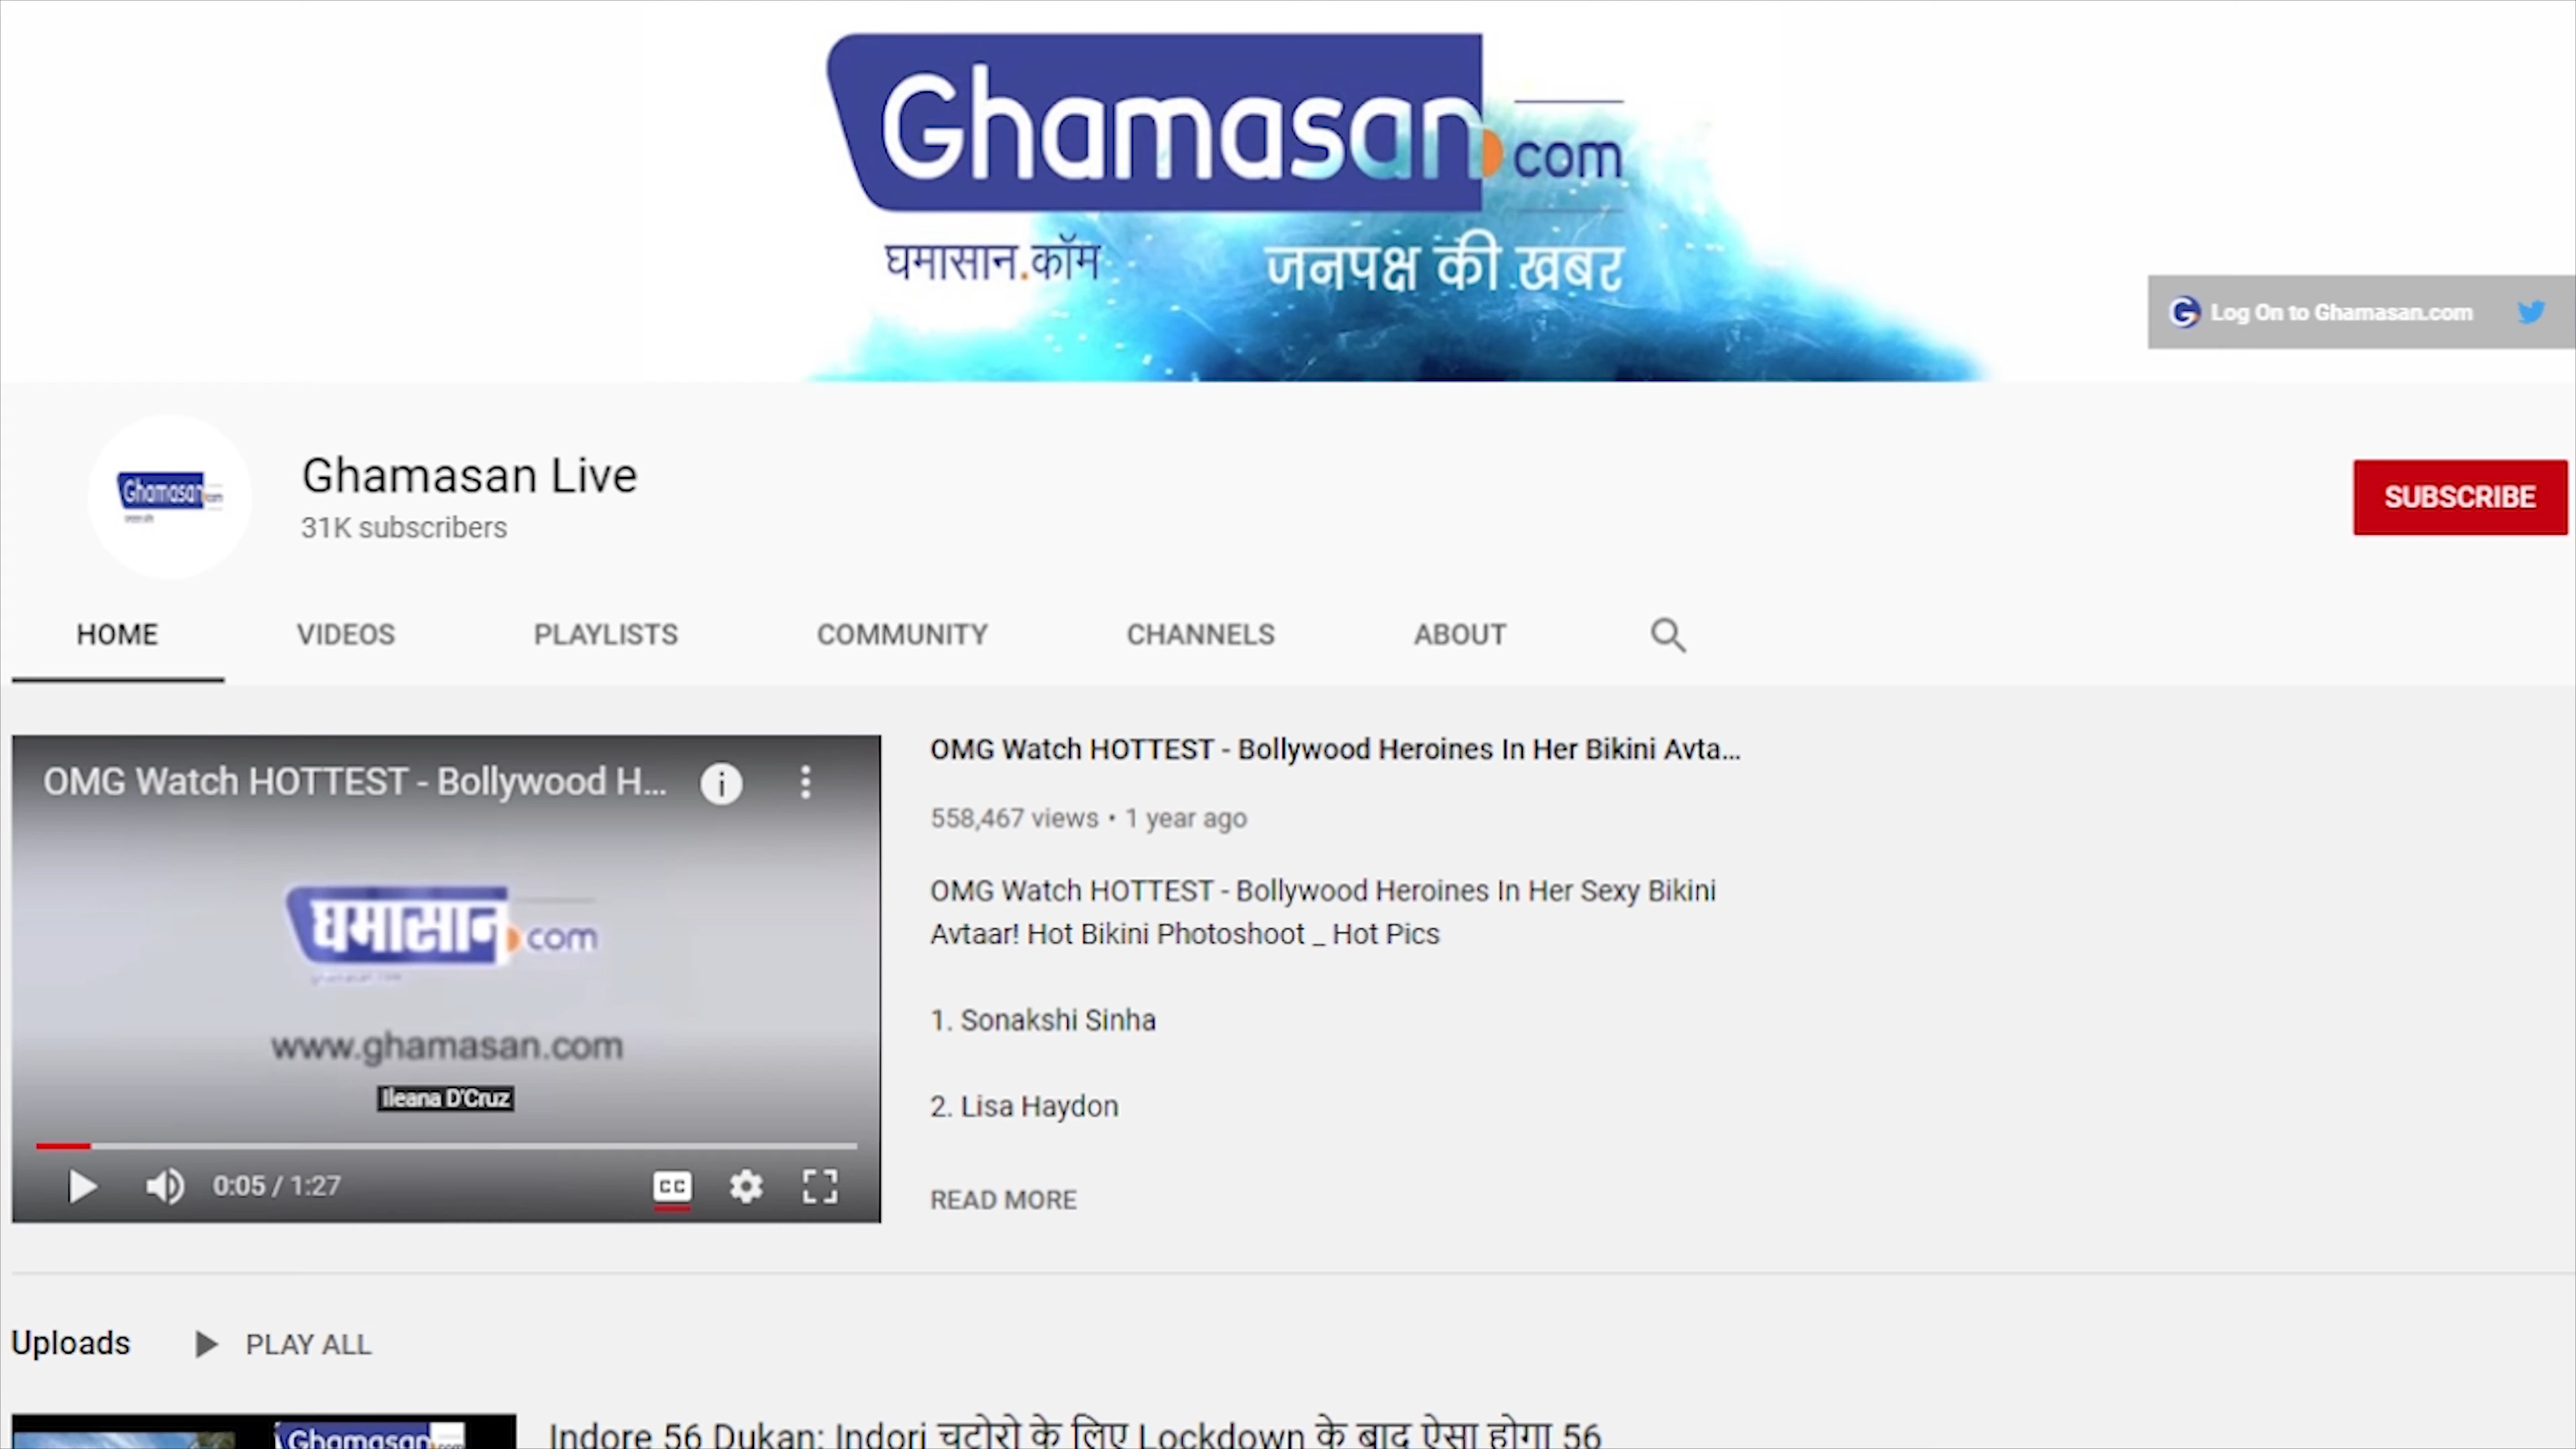 Ghamasan.com
घमासान.कॉम
जनपक्ष की खबर
Log On to Ghamasan.com
Ghamasan
Ghamasan Live
31K subscribers
SUBSCRIBE
HOME
VIDEOS
PLAYLISTS
COMMUNITY
CHANNELS
ABOUT
OMG Watch HOTTEST - Bollywood H...
घमासान.com
www.ghamasan.com
Ileana D'Cruz
0:05 / 1:27
CC
OMG Watch HOTTEST - Bollywood Heroines In Her Bikini Avta...
558,467 views • 1 year ago
OMG Watch HOTTEST - Bollywood Heroines In Her Sexy Bikini
Avtaar! Hot Bikini Photoshoot _ Hot Pics
1. Sonakshi Sinha
2. Lisa Haydon
READ MORE
Uploads
PLAY ALL
Ghamasan.com
Indore 56 Dukan: Indori चटोरो के लिए Lockdown के बाद ऐसा होगा 56